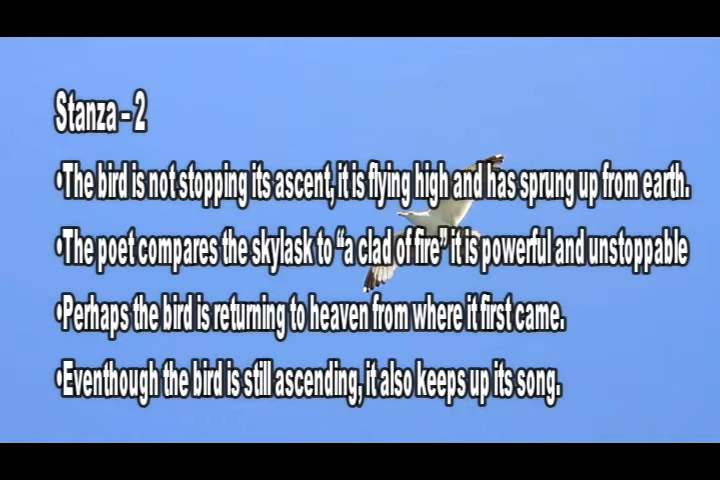 Stanza - 2
•The bird is not stopping its ascent, it is flying high and has sprung up from earth.
•The poet compares the skylask to “a clad of fire” it is powerful and unstoppable
•Perhaps the bird is returning to heaven from where it first came.
•Eventhough the bird is still ascending, it also keeps up its song.